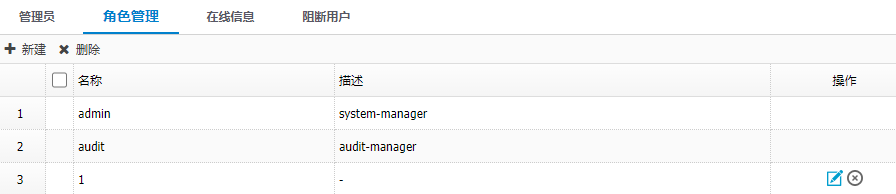 管理员 角色管理 在线信息 阻断用户
新建 删除
名称 描述 操作
1 admin system-manager
2 audit audit-manager
3 1 -